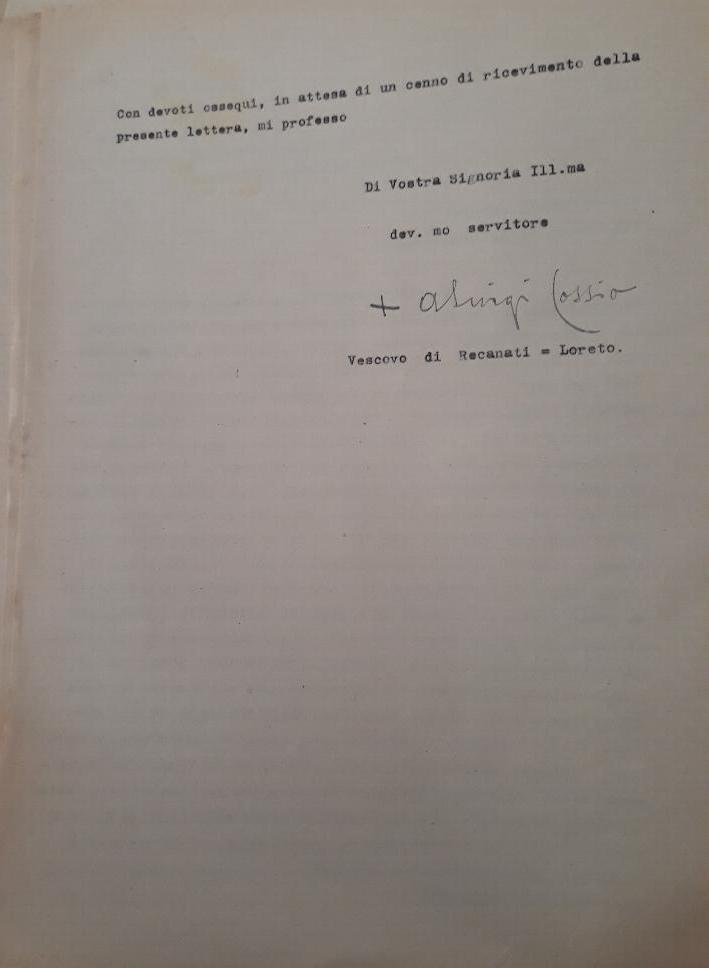 Con devoti ossequi, in attesa di un cenno di ricevimento della
presente lettera, mi professo
Di Vostra Signoria Ill.ma
dev. mo servitore
+ Aluigi Cossio
Vescovo di Recanati = Loreto.